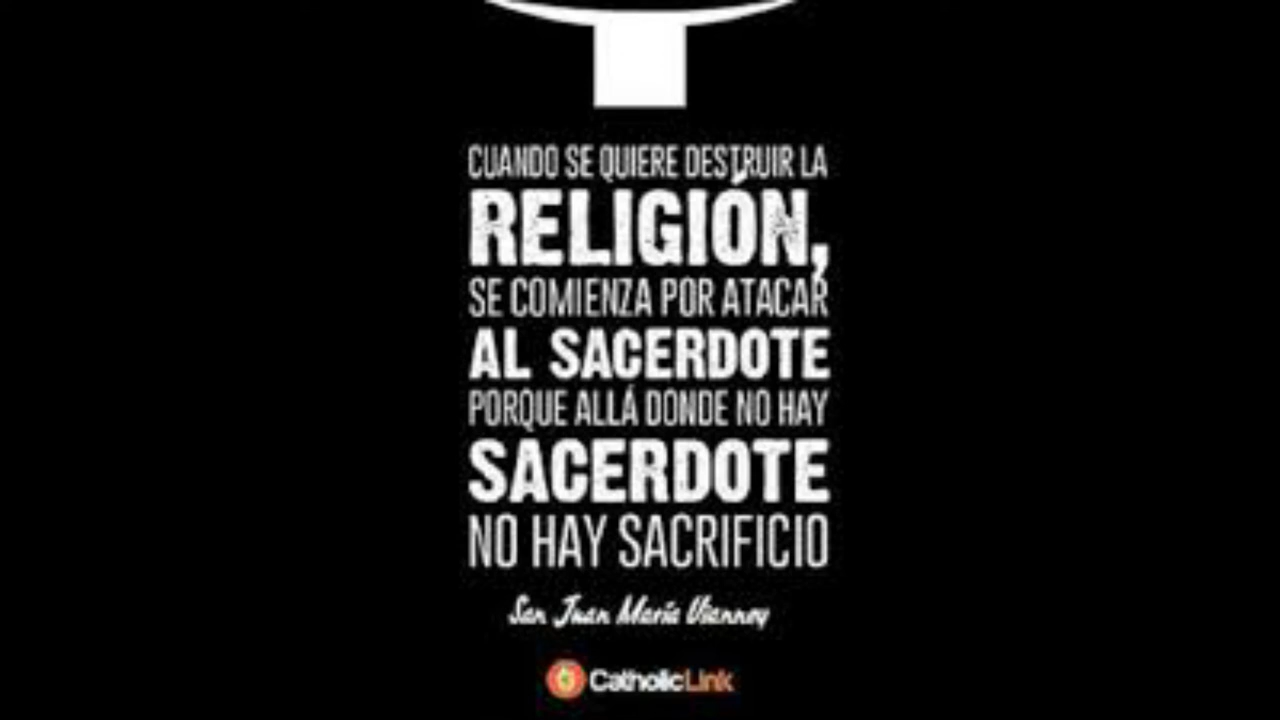 CUANDO SE QUIERE DESTRUIR LA
RELIGIÓN,
SE COMIENZA POR ATACAR
AL SACERDOTE
PORQUE ALLÁ DONDE NO HAY
SACERDOTE
NO HAY SACRIFICIO
San Juan María Vianney
CatholicLink